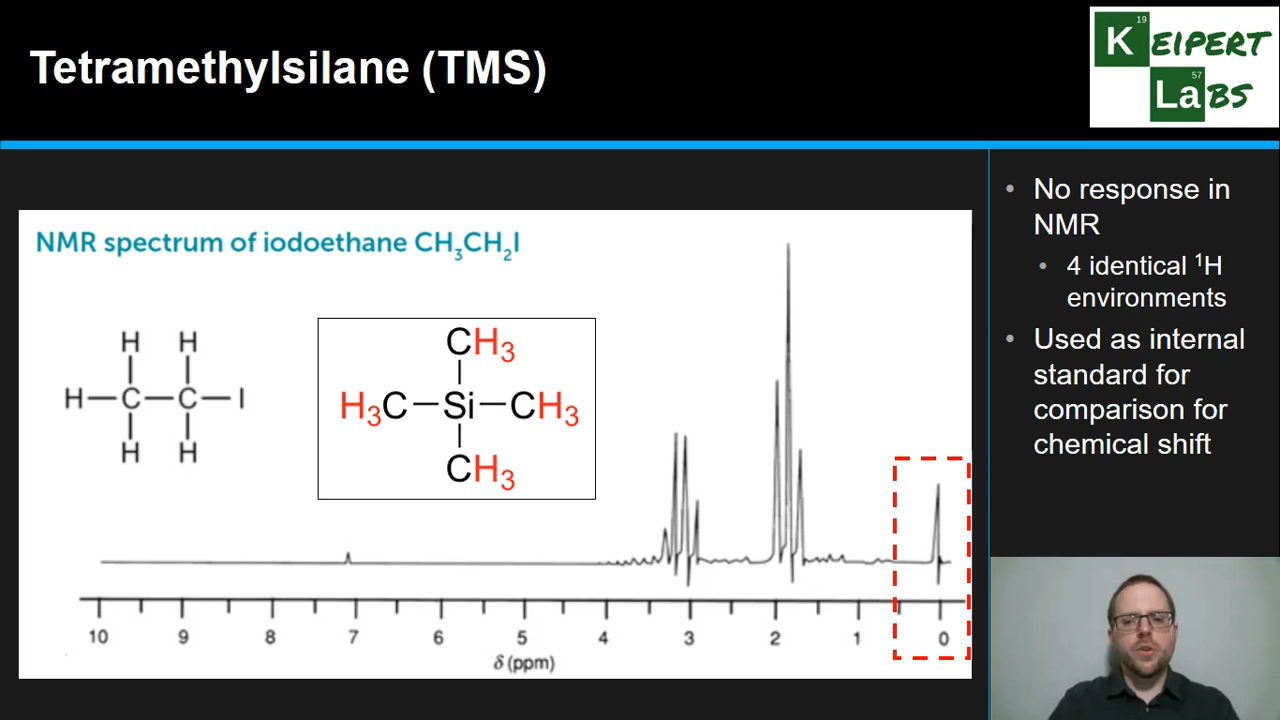 Tetramethylsilane (TMS)
19
KEIPERT
57
LaBS
NMR spectrum of iodoethane CH₃CH₂I
H H
H C C I
H H
CH₃
H₃C Si CH₃
CH₃
10 9 8 7 6 5 4 3 2 1 0
δ (ppm)
• No response in
NMR
• 4 identical ¹H
environments
• Used as internal
standard for
comparison for
chemical shift